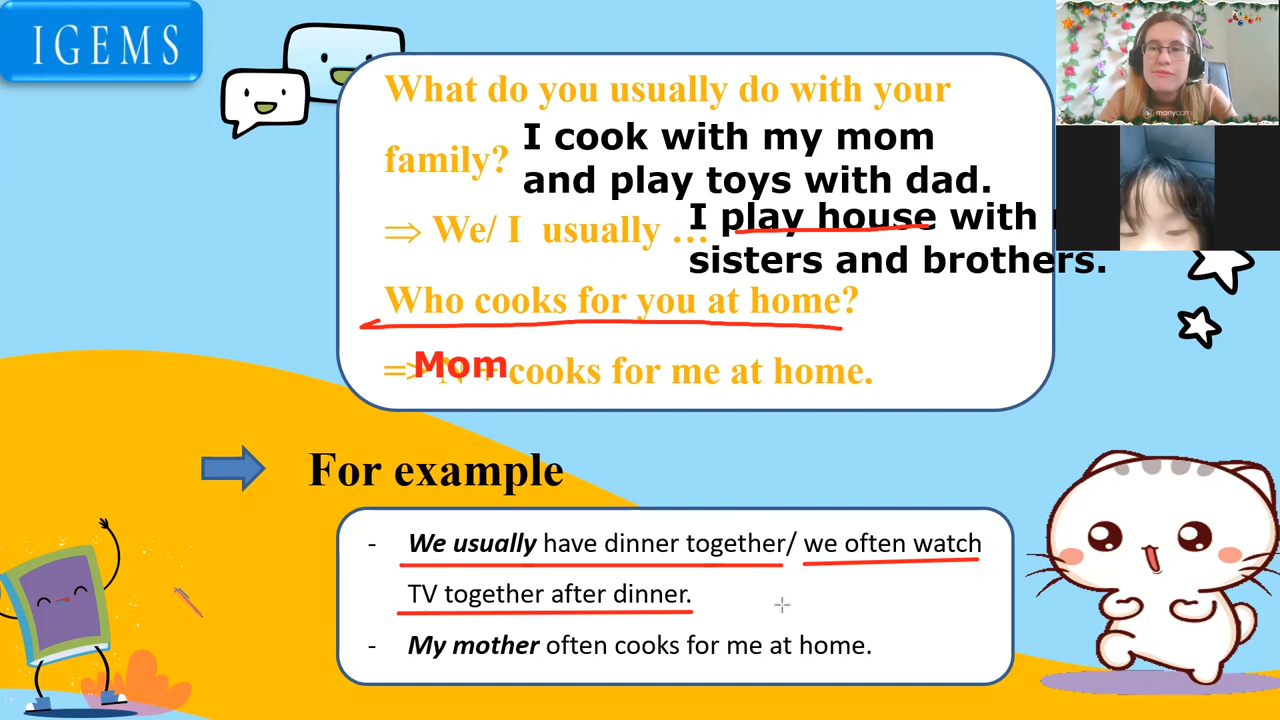 IGEMS
What do you usually do with your
family?
I cook with my mom
and play toys with dad.
⇒ We/ I usually …
I play house with
sisters and brothers.
Who cooks for you at home?
=> Mom cooks for me at home.
For example
- We usually have dinner together/ we often watch
TV together after dinner.
- My mother often cooks for me at home.
manycam